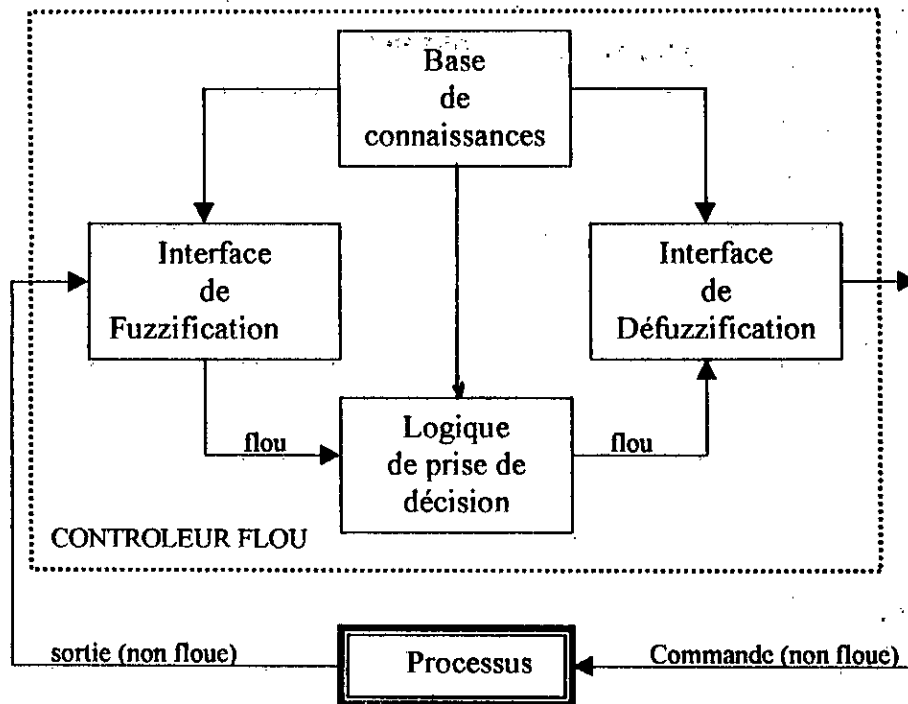 Base
de
connaissances
Interface
de
Fuzzification
Interface
de
Défuzzification
flou
Logique
de prise de
décision
flou
CONTROLEUR FLOU
sortie (non floue)
Processus
Commande (non floue)